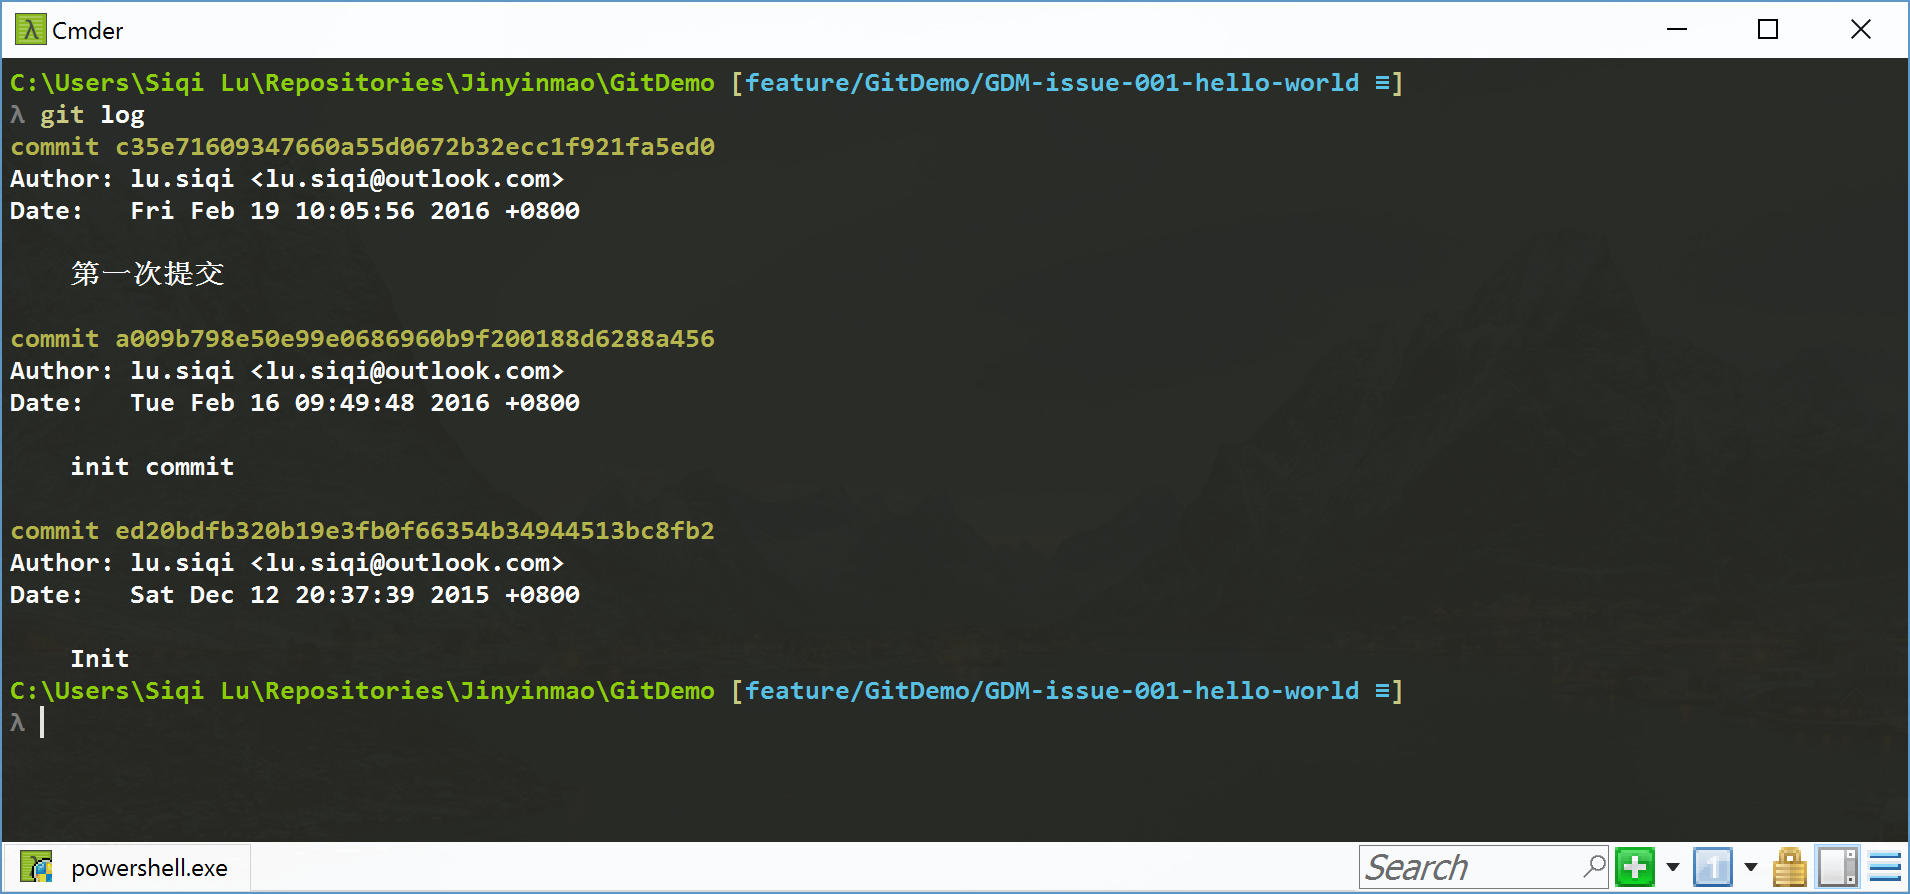 Cmder
C:\Users\Siqi Lu\Repositories\Jinyinmao\GitDemo [feature/GitDemo/GDM-issue-001-hello-world ≡]
λ git log
commit c35e71609347660a55d0672b32ecc1f921fa5ed0
Author: lu.siqi <lu.siqi@outlook.com>
Date:   Fri Feb 19 10:05:56 2016 +0800
第一次提交
commit a009b798e50e99e0686960b9f200188d6288a456
Author: lu.siqi <lu.siqi@outlook.com>
Date:   Tue Feb 16 09:49:48 2016 +0800
init commit
commit ed20bdfb320b19e3fb0f66354b34944513bc8fb2
Author: lu.siqi <lu.siqi@outlook.com>
Date:   Sat Dec 12 20:37:39 2015 +0800
Init
C:\Users\Siqi Lu\Repositories\Jinyinmao\GitDemo [feature/GitDemo/GDM-issue-001-hello-world ≡]
λ
powershell.exe
Search
1